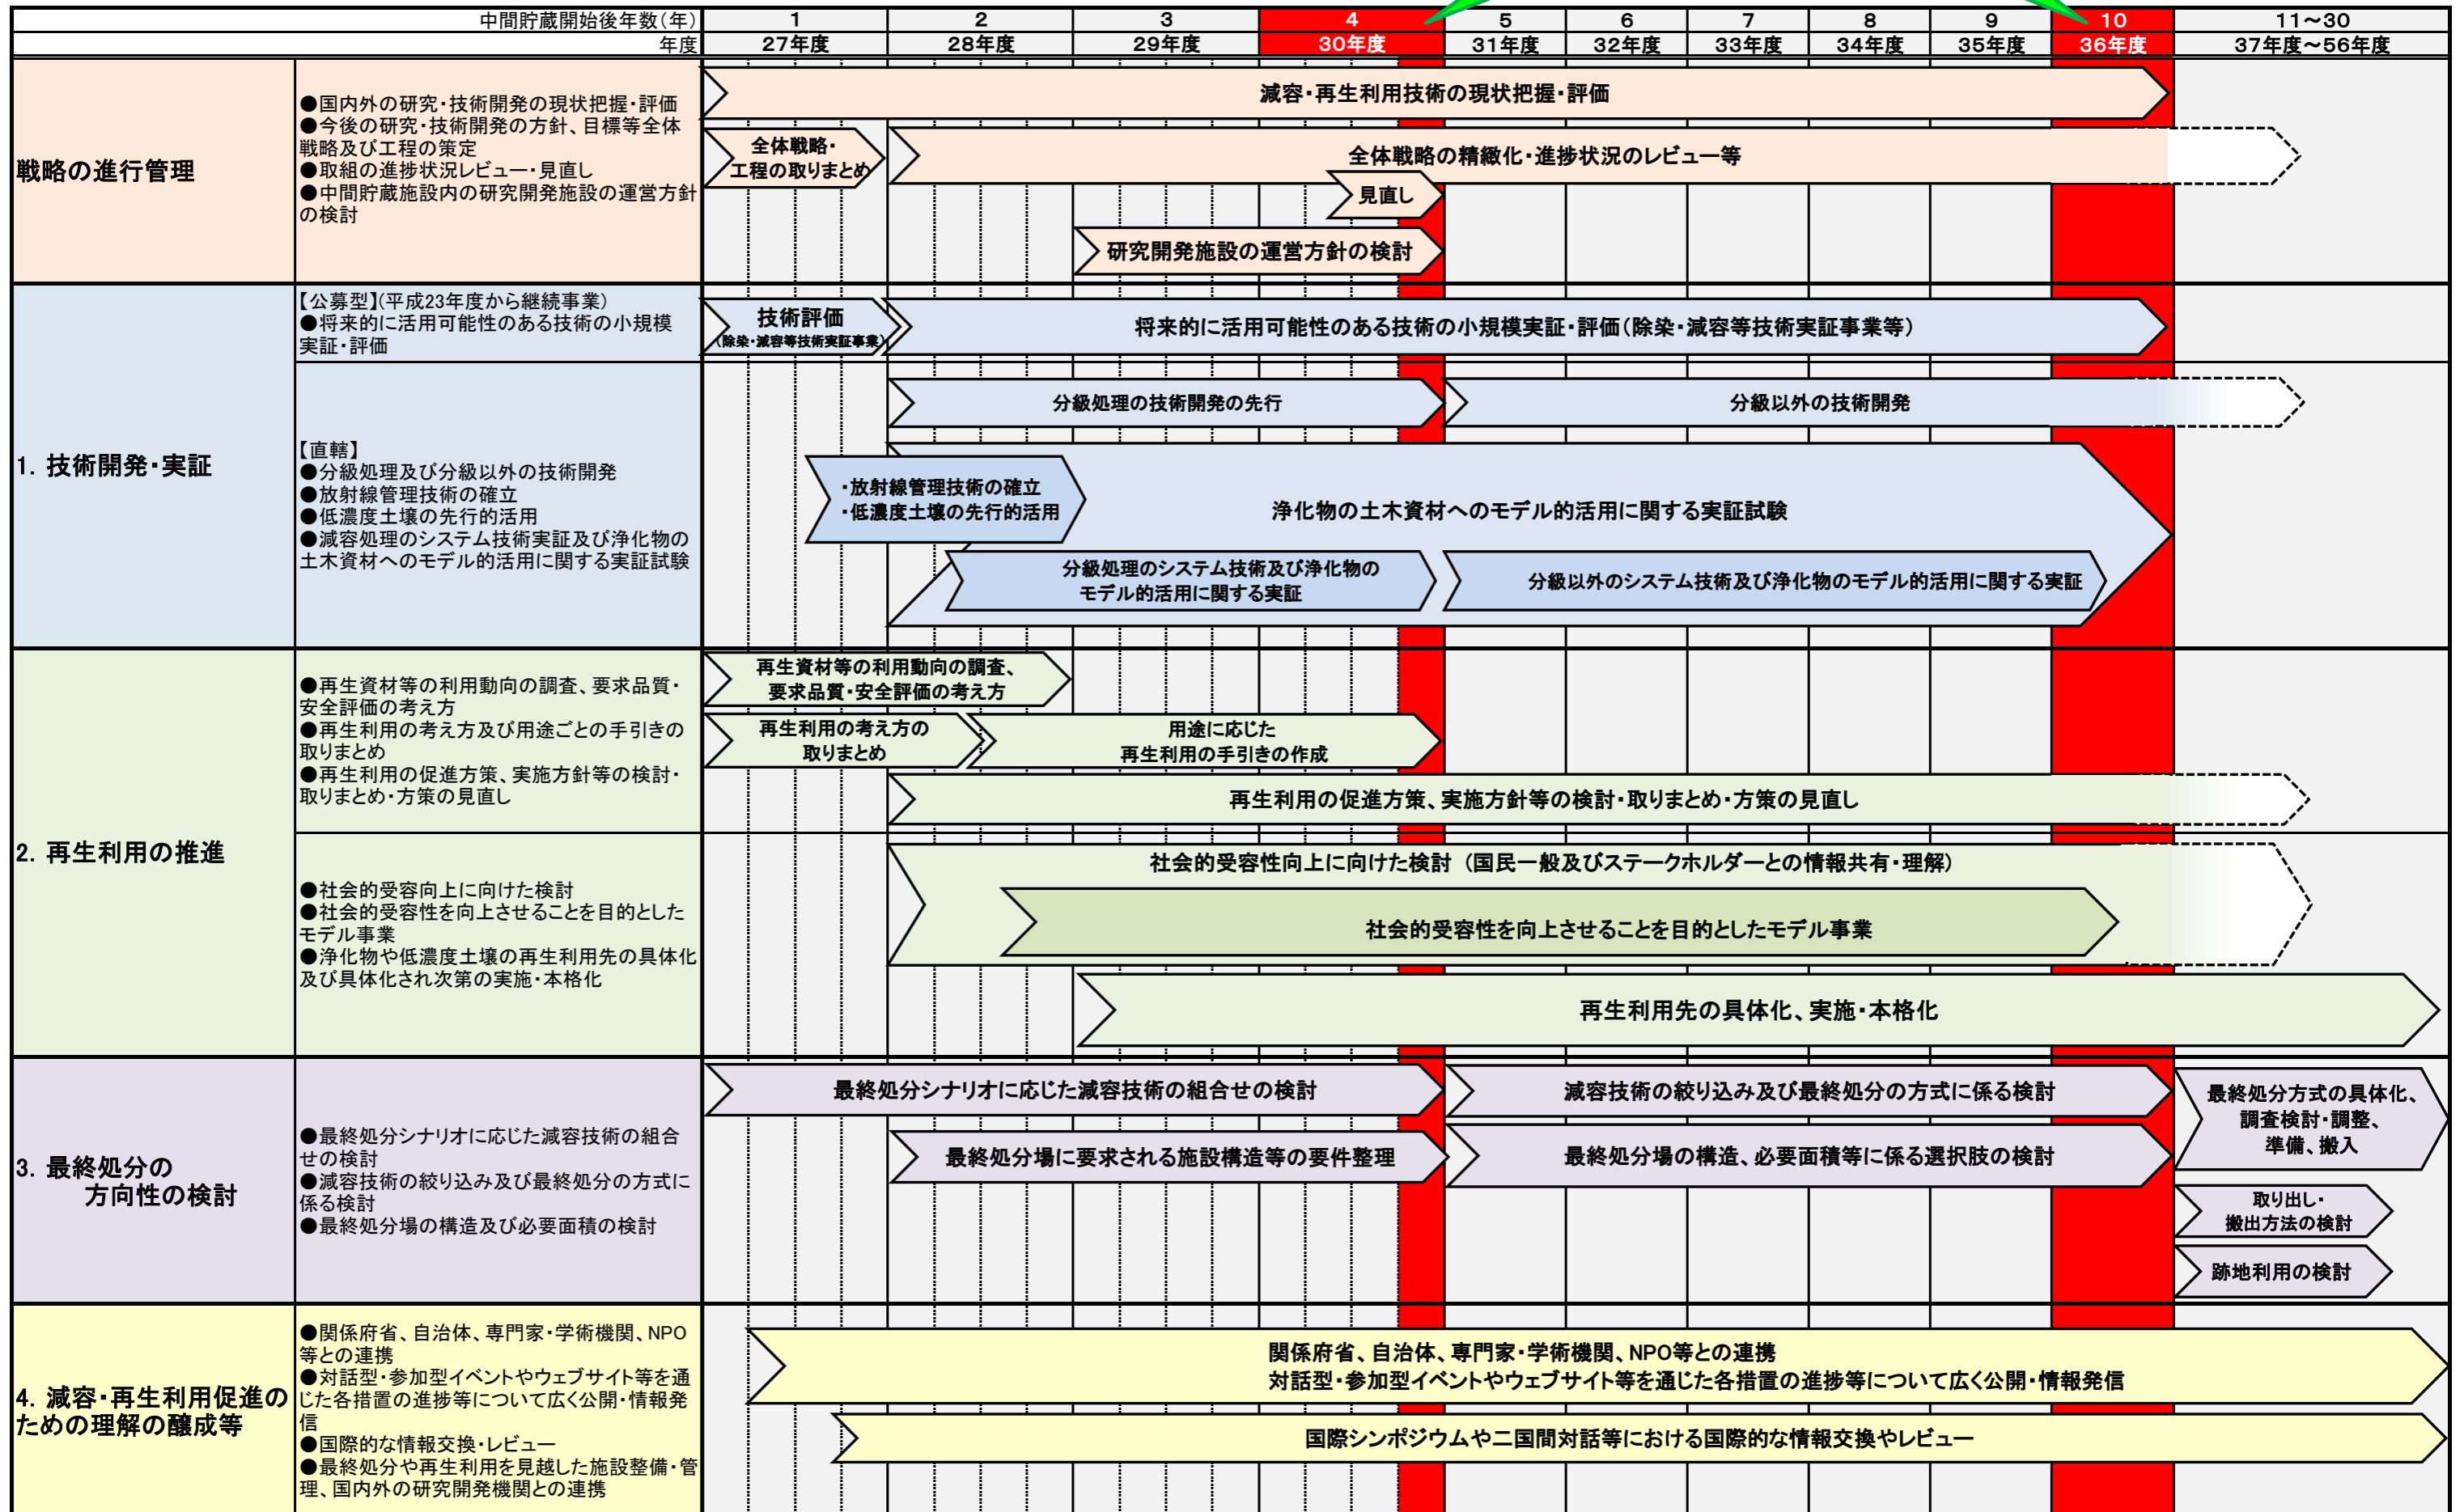 中間貯蔵開始後年数(年) 1 2 3 4 5 6 7 8 9 10 11~30
年度 27年度 28年度 29年度 30年度 31年度 32年度 33年度 34年度 35年度 36年度 37年度~56年度
戦略の進行管理
●国内外の研究・技術開発の現状把握・評価
●今後の研究・技術開発の方針、目標等全体
戦略及び工程の策定
●取組の進捗状況レビュー・見直し
●中間貯蔵施設内の研究開発施設の運営方針
の検討
減容・再生利用技術の現状把握・評価
全体戦略・
工程の取りまとめ
全体戦略の精緻化・進捗状況のレビュー等
見直し
研究開発施設の運営方針の検討
1. 技術開発・実証
【公募型】(平成23年度から継続事業)
●将来的に活用可能性のある技術の小規模
実証・評価
技術評価
(除染・減容等技術実証事業)
将来的に活用可能性のある技術の小規模実証・評価(除染・減容等技術実証事業等)
【直轄】
●分級処理及び分級以外の技術開発
●放射線管理技術の確立
●低濃度土壌の先行的活用
●減容処理のシステム技術実証及び浄化物の
土木資材へのモデル的活用に関する実証試験
分級処理の技術開発の先行
分級以外の技術開発
・放射線管理技術の確立
・低濃度土壌の先行的活用
浄化物の土木資材へのモデル的活用に関する実証試験
分級処理のシステム技術及び浄化物の
モデル的活用に関する実証
分級以外のシステム技術及び浄化物のモデル的活用に関する実証
2. 再生利用の推進
●再生資材等の利用動向の調査、要求品質・
安全評価の考え方
●再生利用の考え方及び用途ごとの手引きの
取りまとめ
●再生利用の促進方策、実施方針等の検討・
取りまとめ・方策の見直し
再生資材等の利用動向の調査、
要求品質・安全評価の考え方
再生利用の考え方の
取りまとめ
用途に応じた
再生利用の手引きの作成
再生利用の促進方策、実施方針等の検討・取りまとめ・方策の見直し
●社会的受容向上に向けた検討
●社会的受容性を向上させることを目的とした
モデル事業
●浄化物や低濃度土壌の再生利用先の具体化
及び具体化され次第の実施・本格化
社会的受容性向上に向けた検討 (国民一般及びステークホルダーとの情報共有・理解)
社会的受容性を向上させることを目的としたモデル事業
再生利用先の具体化、実施・本格化
3. 最終処分の
方向性の検討
●最終処分シナリオに応じた減容技術の組合
せの検討
●減容技術の絞り込み及び最終処分の方式に
係る検討
●最終処分場の構造及び必要面積の検討
最終処分シナリオに応じた減容技術の組合せの検討
減容技術の絞り込み及び最終処分の方式に係る検討
最終処分方式の具体化、
調査検討・調整、
準備、搬入
最終処分場に要求される施設構造等の要件整理
最終処分場の構造、必要面積等に係る選択肢の検討
取り出し・
搬出方法の検討
跡地利用の検討
4. 減容・再生利用促進の
ための理解の醸成等
●関係府省、自治体、専門家・学術機関、NPO
等との連携
●対話型・参加型イベントやウェブサイト等を通
じた各措置の進捗等について広く公開・情報発
信
●国際的な情報交換・レビュー
●最終処分や再生利用を見越した施設整備・管
理、国内外の研究開発機関との連携
関係府省、自治体、専門家・学術機関、NPO等との連携
対話型・参加型イベントやウェブサイト等を通じた各措置の進捗等について広く公開・情報発信
国際シンポジウムや二国間対話等における国際的な情報交換やレビュー